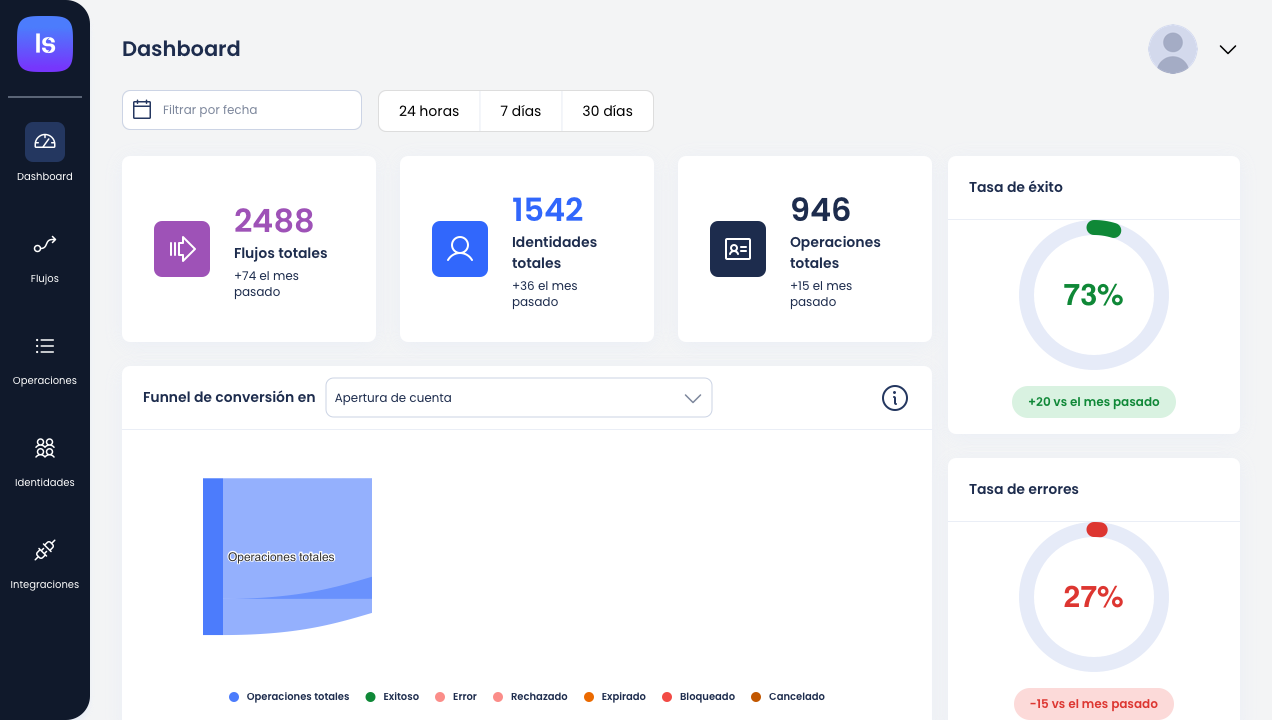 ls
Dashboard
Flujos
Operaciones
Identidades
Integraciones
Dashboard
Filtrar por fecha
24 horas
7 días
30 días
2488
Flujos totales
+74 el mes
pasado
1542
Identidades
totales
+36 el mes
pasado
946
Operaciones
totales
+15 el mes
pasado
Tasa de éxito
73%
+20 vs el mes pasado
Funnel de conversión en
Apertura de cuenta
Operaciones totales
Operaciones totales
Exitoso
Error
Rechazado
Expirado
Bloqueado
Cancelado
Tasa de errores
27%
-15 vs el mes pasado